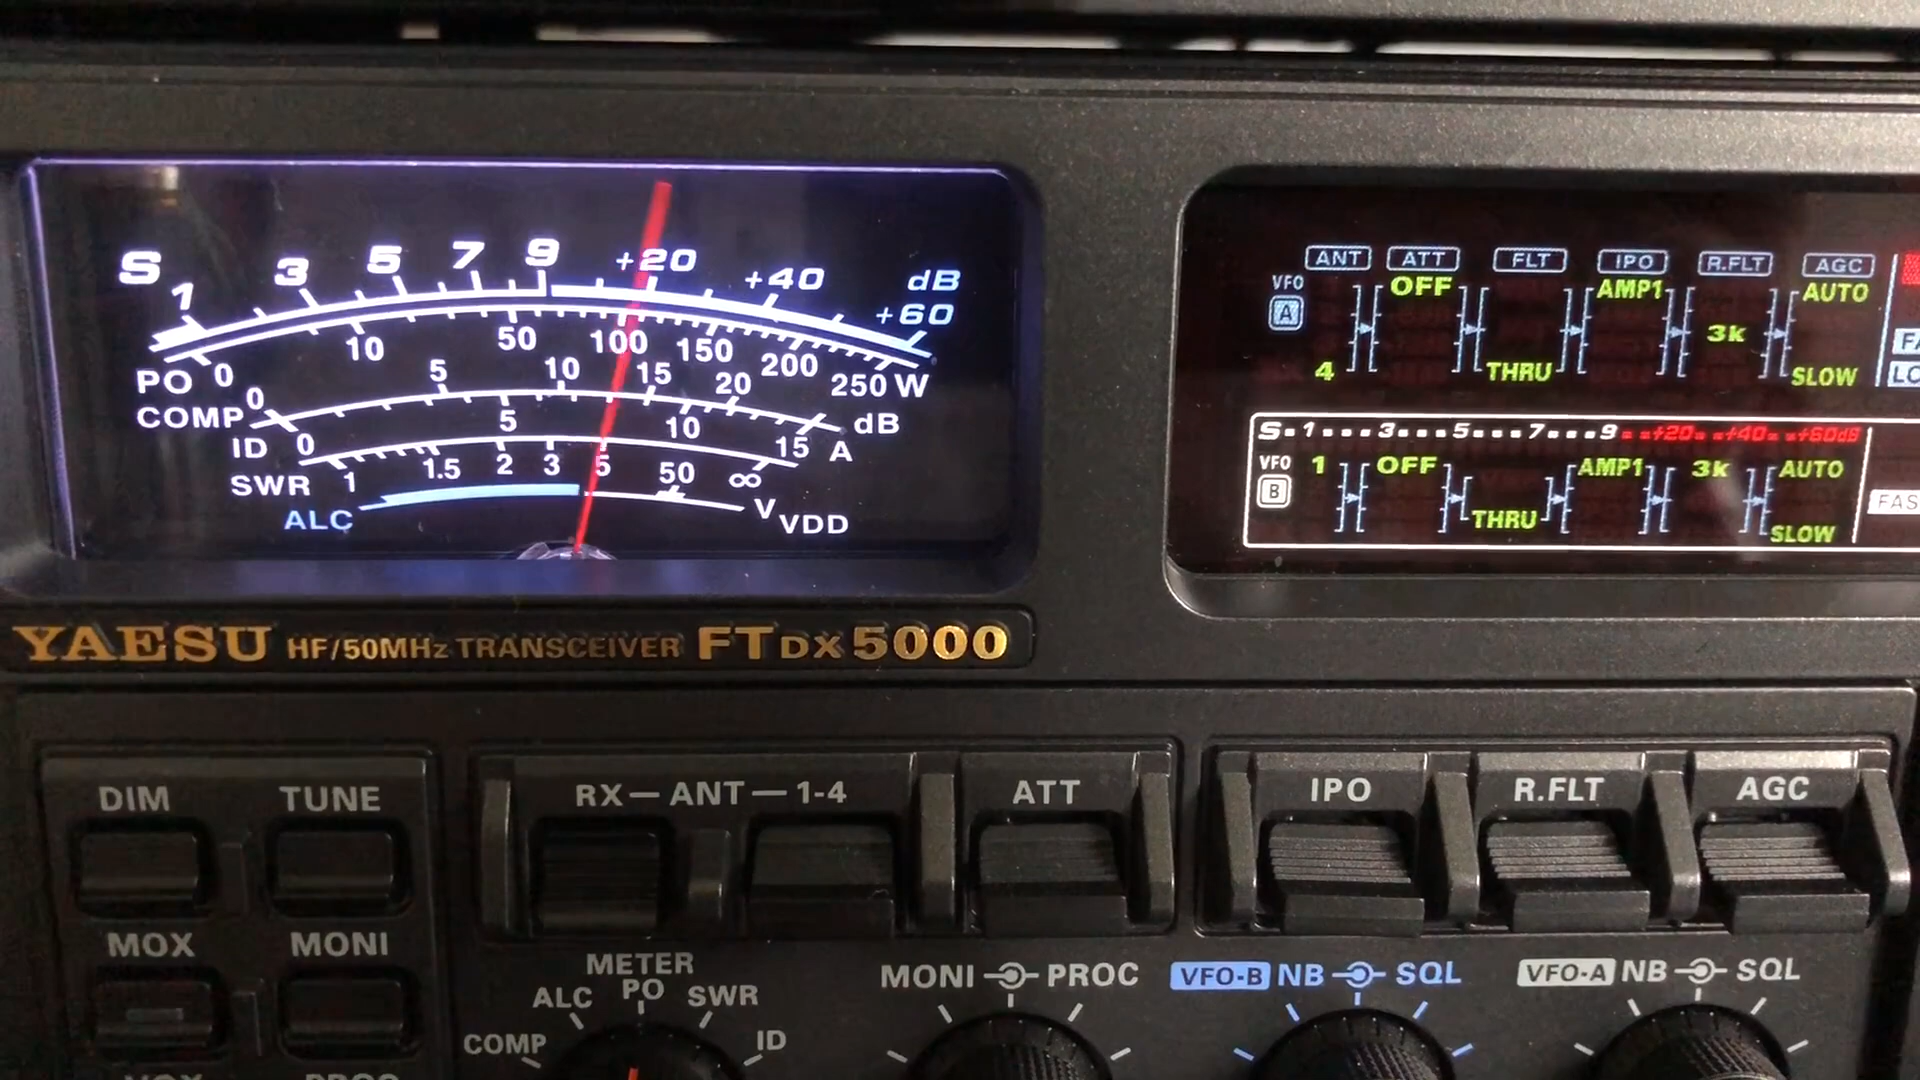 S 1 3 5 7 9 +20 +40 +60 dB
PO 0 10 50 100 150 200 250 W
COMP 0 5 10 15 20 dB
ID 0 5 10 15 A
SWR 1 1.5 2 3 5 50 ∞
ALC V VDD
YAESU HF/50MHz TRANSCEIVER FTDX5000
ANT ATT FLT IPO R.FLT AGC
VFO A 4 OFF THRU AMP1 3k AUTO SLOW
S 1 3 5 7 9 +20 +40 +60dB
VFO B 1 OFF THRU AMP1 3k AUTO SLOW
DIM TUNE
RX-ANT-1-4 ATT IPO R.FLT AGC
MOX MONI
METER
COMP ALC PO SWR ID
MONI PROC
VFO-B NB SQL
VFO-A NB SQL
VOX PROC